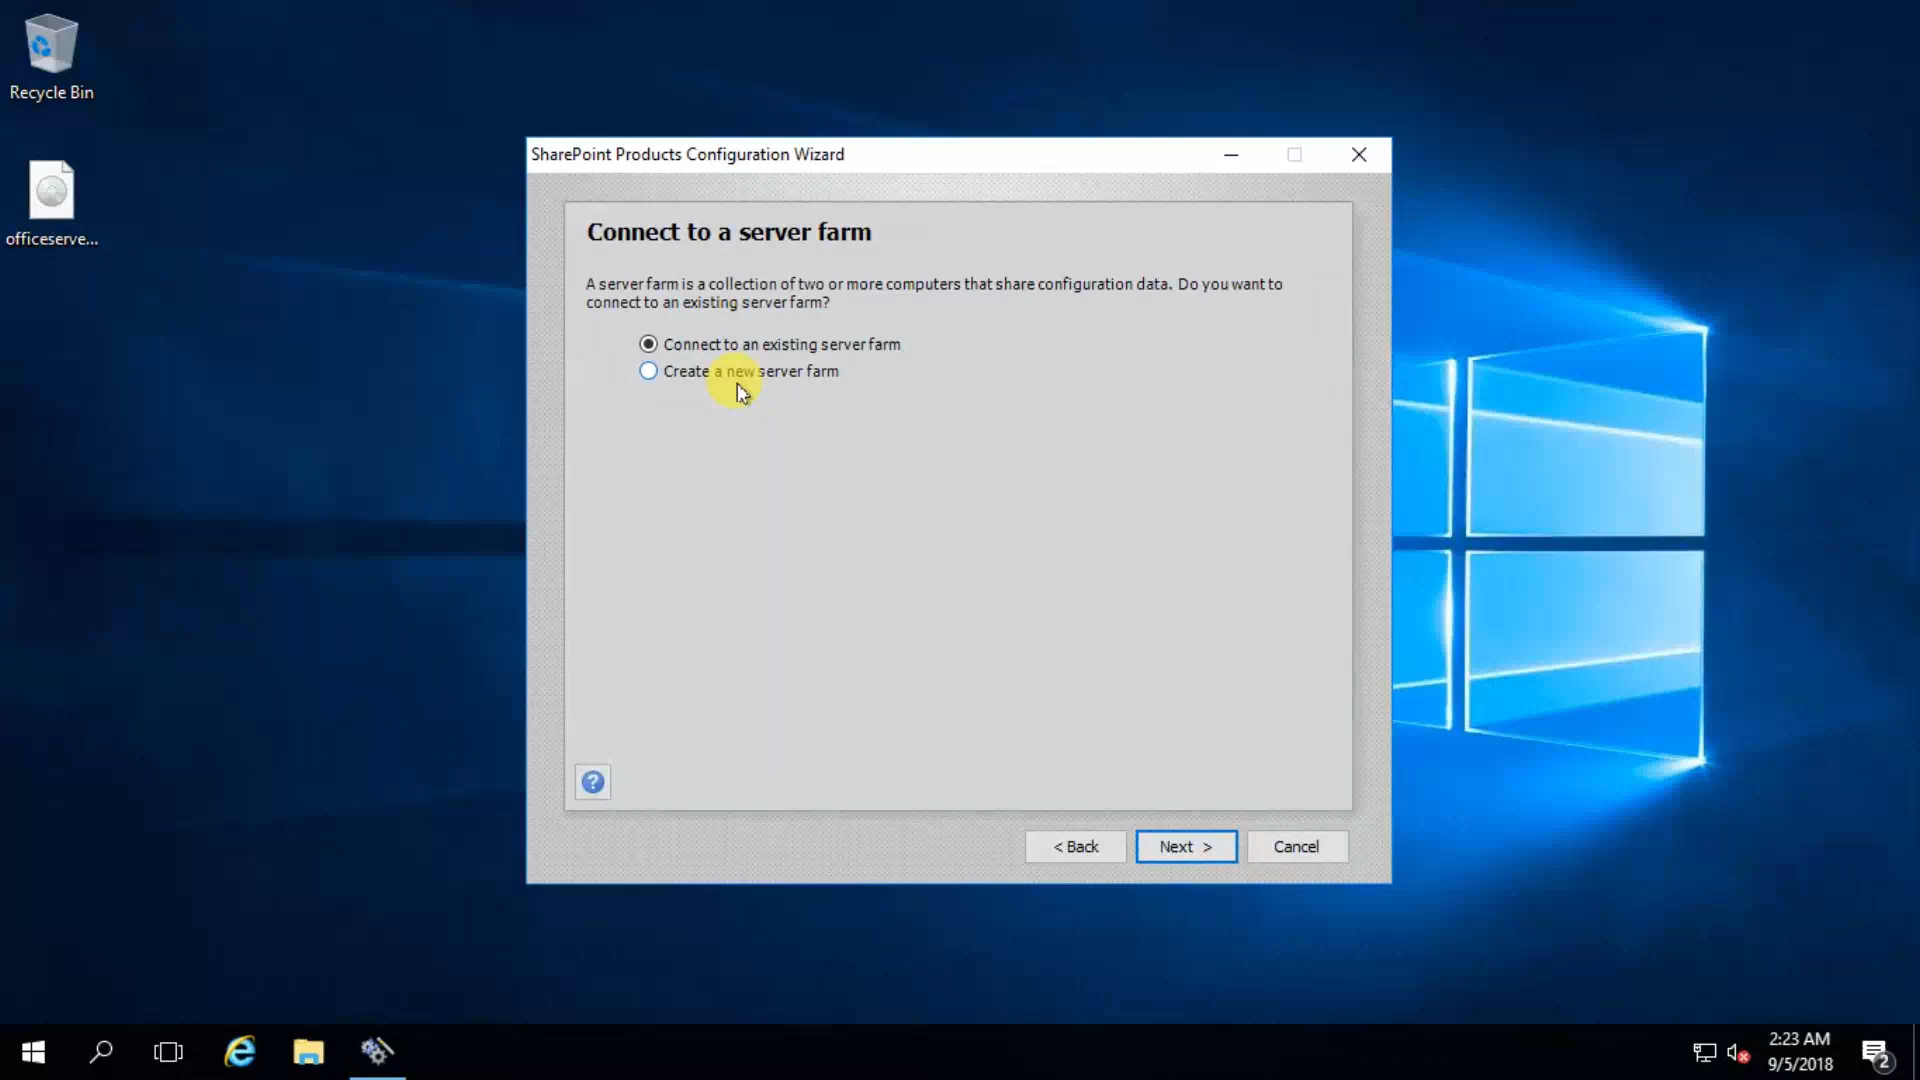 Recycle Bin
officeserve...
SharePoint Products Configuration Wizard
Connect to a server farm
A server farm is a collection of two or more computers that share configuration data. Do you want to
connect to an existing server farm?
Connect to an existing server farm
Create a new server farm
?
< Back
Next >
Cancel
2:23 AM
9/5/2018
2